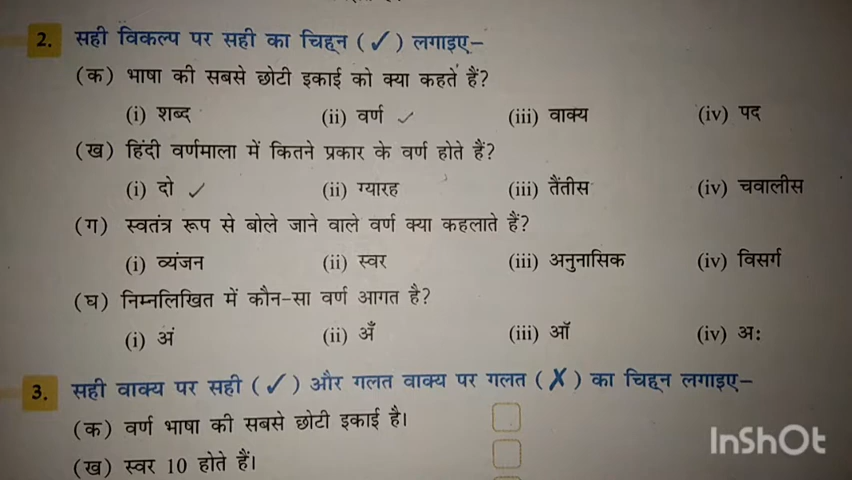 2. सही विकल्प पर सही का चिह्न (✓) लगाइए–
(क) भाषा की सबसे छोटी इकाई को क्या कहते हैं?
(i) शब्द (ii) वर्ण ✓ (iii) वाक्य (iv) पद
(ख) हिंदी वर्णमाला में कितने प्रकार के वर्ण होते हैं?
(i) दो ✓ (ii) ग्यारह (iii) तैंतीस (iv) चवालीस
(ग) स्वतंत्र रूप से बोले जाने वाले वर्ण क्या कहलाते हैं?
(i) व्यंजन (ii) स्वर (iii) अनुनासिक (iv) विसर्ग
(घ) निम्नलिखित में कौन-सा वर्ण आगत है?
(i) अं (ii) अँ (iii) ऑ (iv) अः
3. सही वाक्य पर सही (✓) और गलत वाक्य पर गलत (✗) का चिह्न लगाइए–
(क) वर्ण भाषा की सबसे छोटी इकाई है।
(ख) स्वर 10 होते हैं।
InShOt